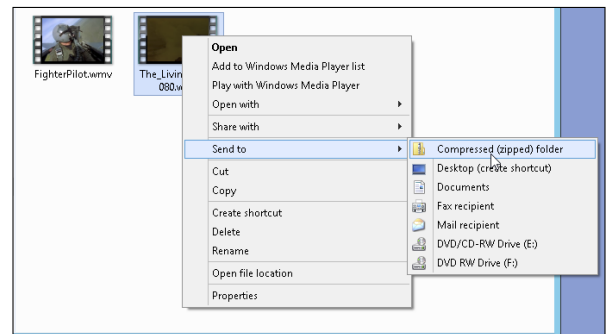 FighterPilot.wmv
The_Livin
080.w
Open
Add to Windows Media Player list
Play with Windows Media Player
Open with
Share with
Send to
Cut
Copy
Create shortcut
Delete
Rename
Open file location
Properties
Compressed (zipped) folder
Desktop (create shortcut)
Documents
Fax recipient
Mail recipient
DVD/CD-RW Drive (E:)
DVD RW Drive (F:)